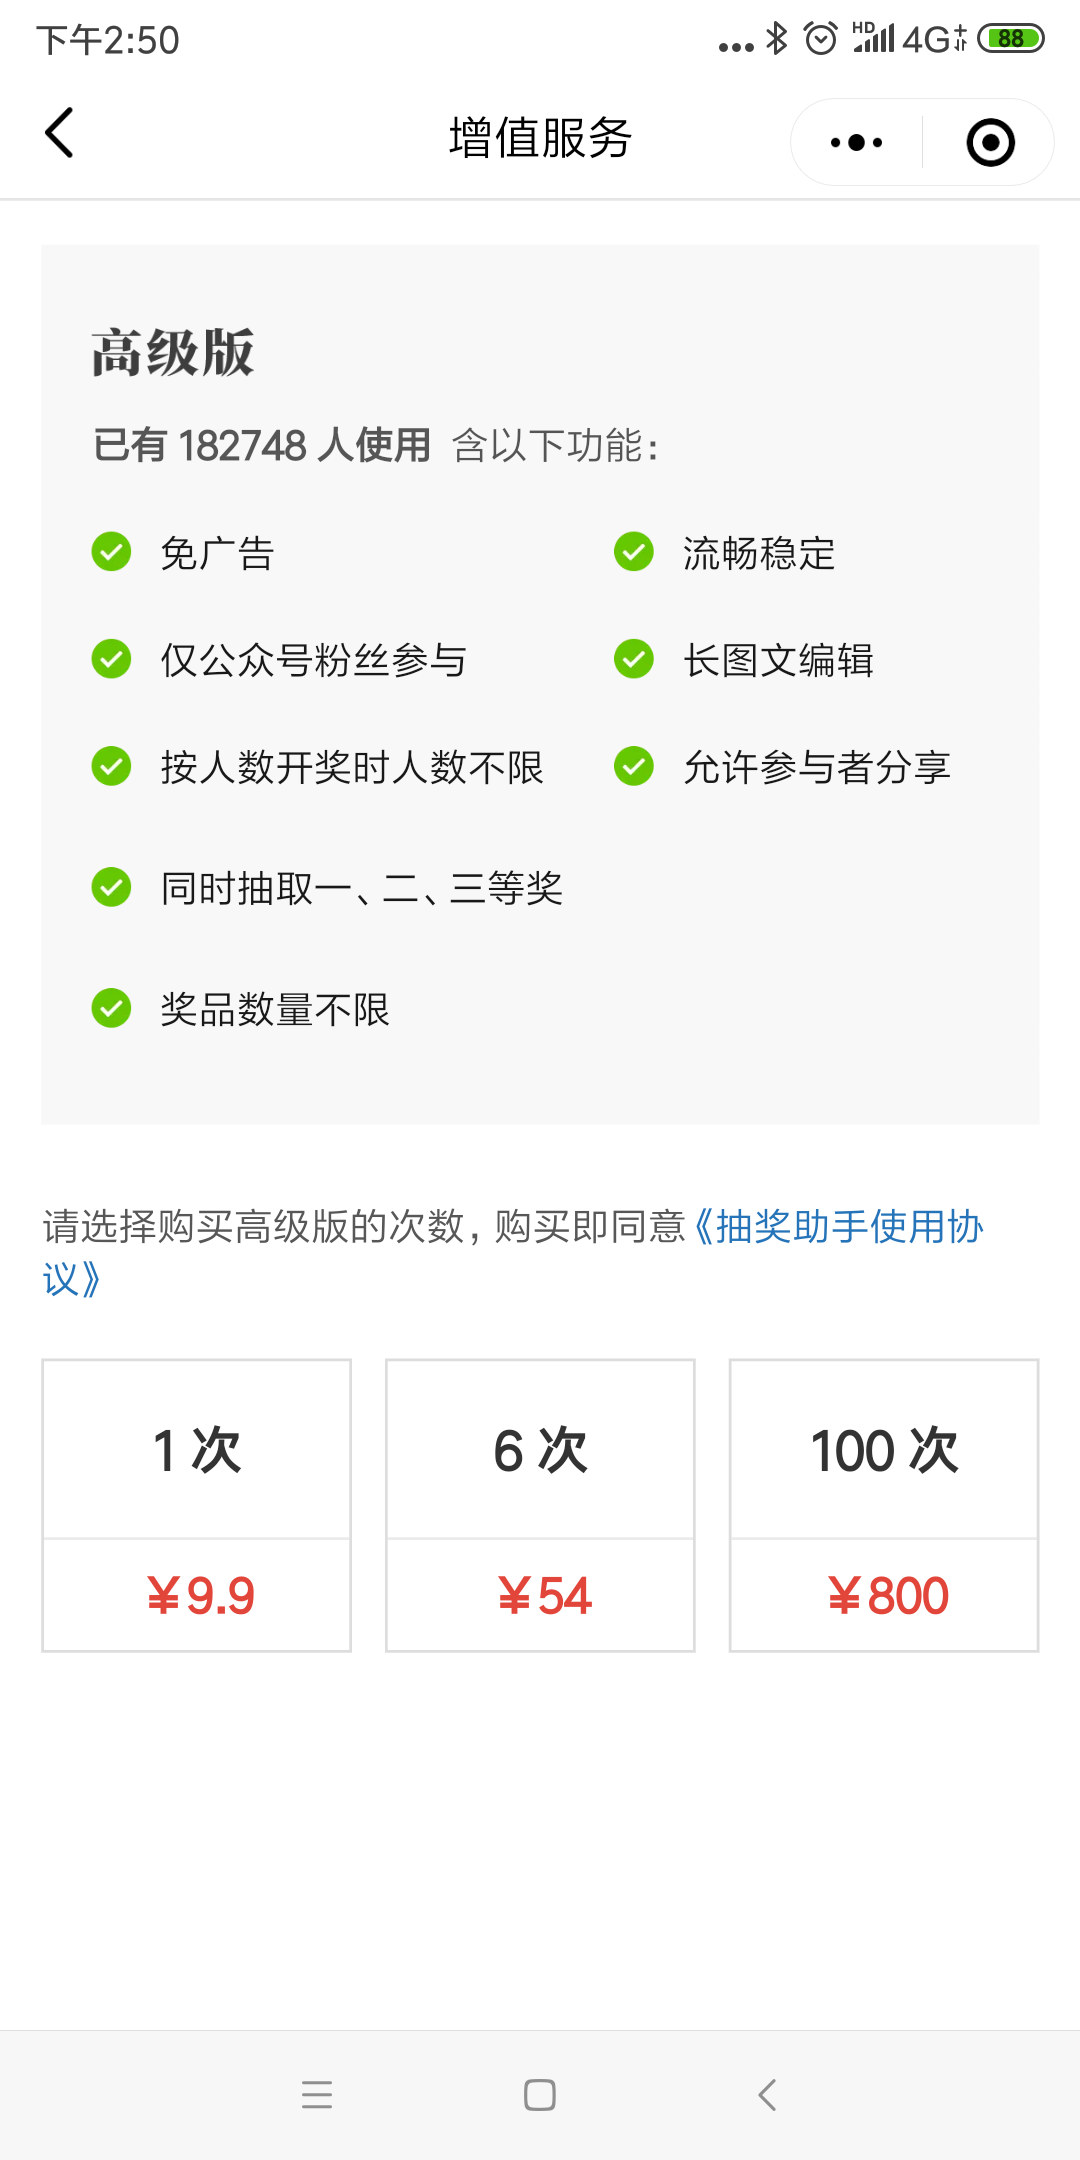 下午2:50
HD 4G 88
增值服务
高级版
已有 182748 人使用 含以下功能：
免广告
流畅稳定
仅公众号粉丝参与
长图文编辑
按人数开奖时人数不限
允许参与者分享
同时抽取一、二、三等奖
奖品数量不限
请选择购买高级版的次数，购买即同意《抽奖助手使用协
议》
1 次
6 次
100 次
￥9.9
￥54
￥800